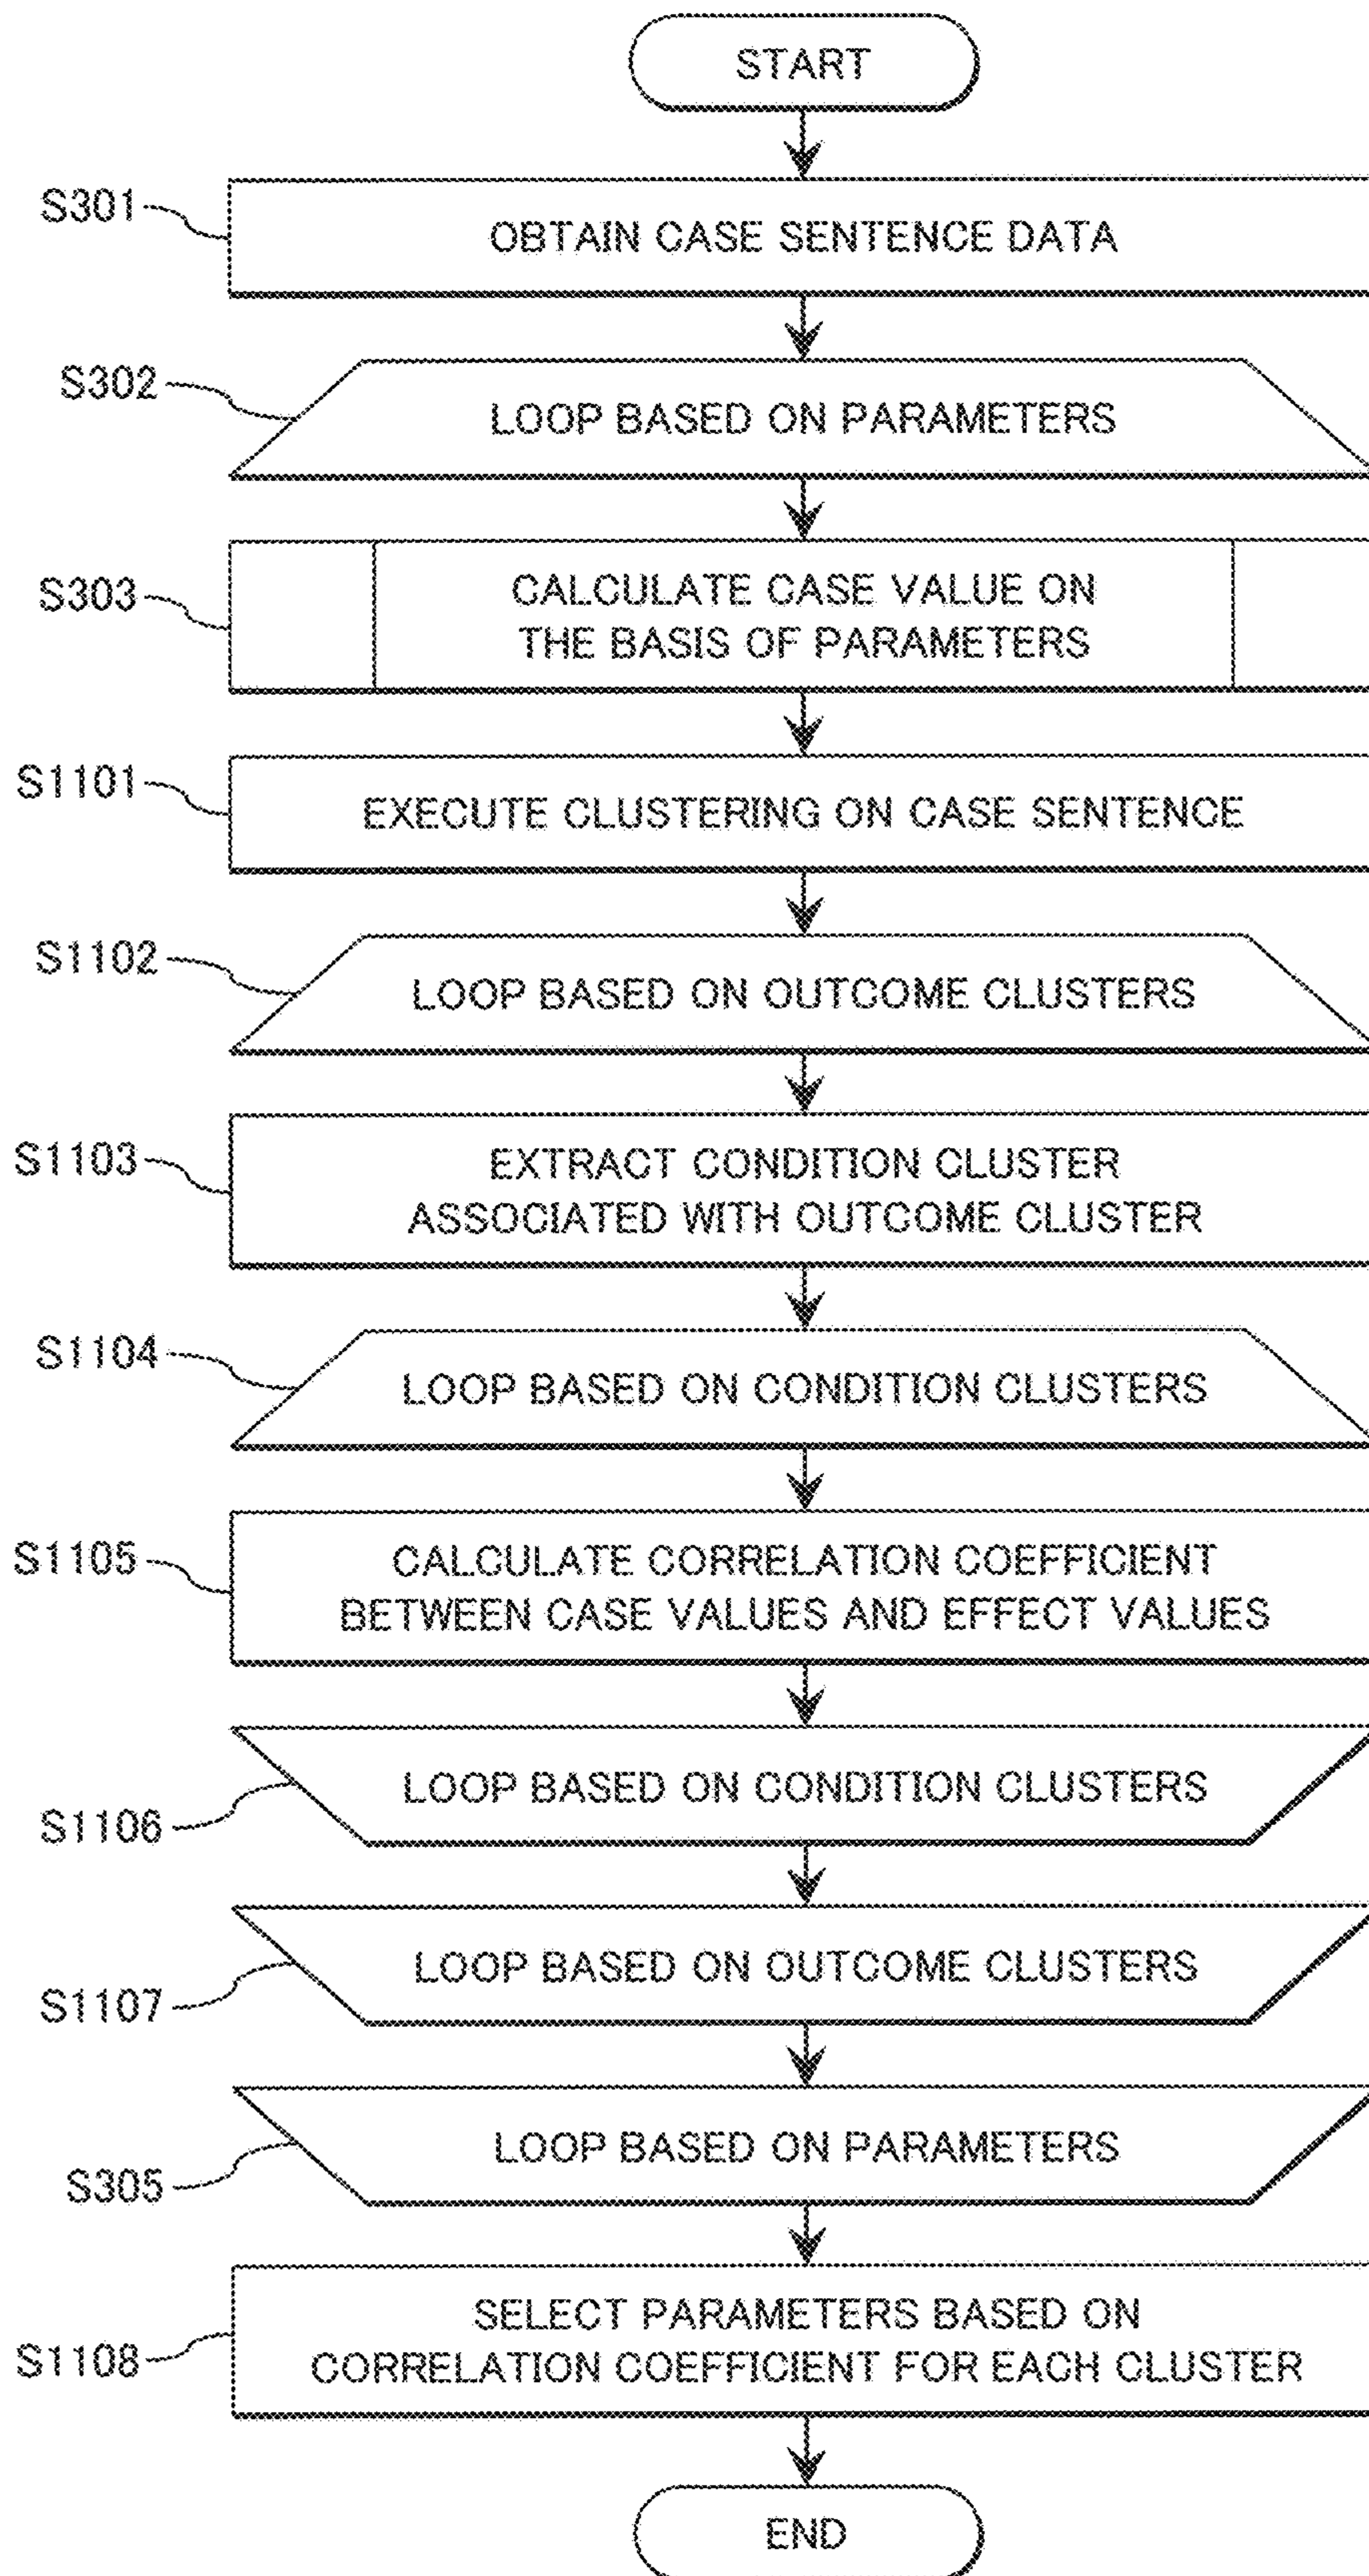 START
S301
OBTAIN CASE SENTENCE DATA
S302
LOOP BASED ON PARAMETERS
S303
CALCULATE CASE VALUE ON
THE BASIS OF PARAMETERS
S1101
EXECUTE CLUSTERING ON CASE SENTENCE
S1102
LOOP BASED ON OUTCOME CLUSTERS
S1103
EXTRACT CONDITION CLUSTER
ASSOCIATED WITH OUTCOME CLUSTER
S1104
LOOP BASED ON CONDITION CLUSTERS
S1105
CALCULATE CORRELATION COEFFICIENT
BETWEEN CASE VALUES AND EFFECT VALUES
S1106
LOOP BASED ON CONDITION CLUSTERS
S1107
LOOP BASED ON OUTCOME CLUSTERS
S305
LOOP BASED ON PARAMETERS
S1108
SELECT PARAMETERS BASED ON
CORRELATION COEFFICIENT FOR EACH CLUSTER
END